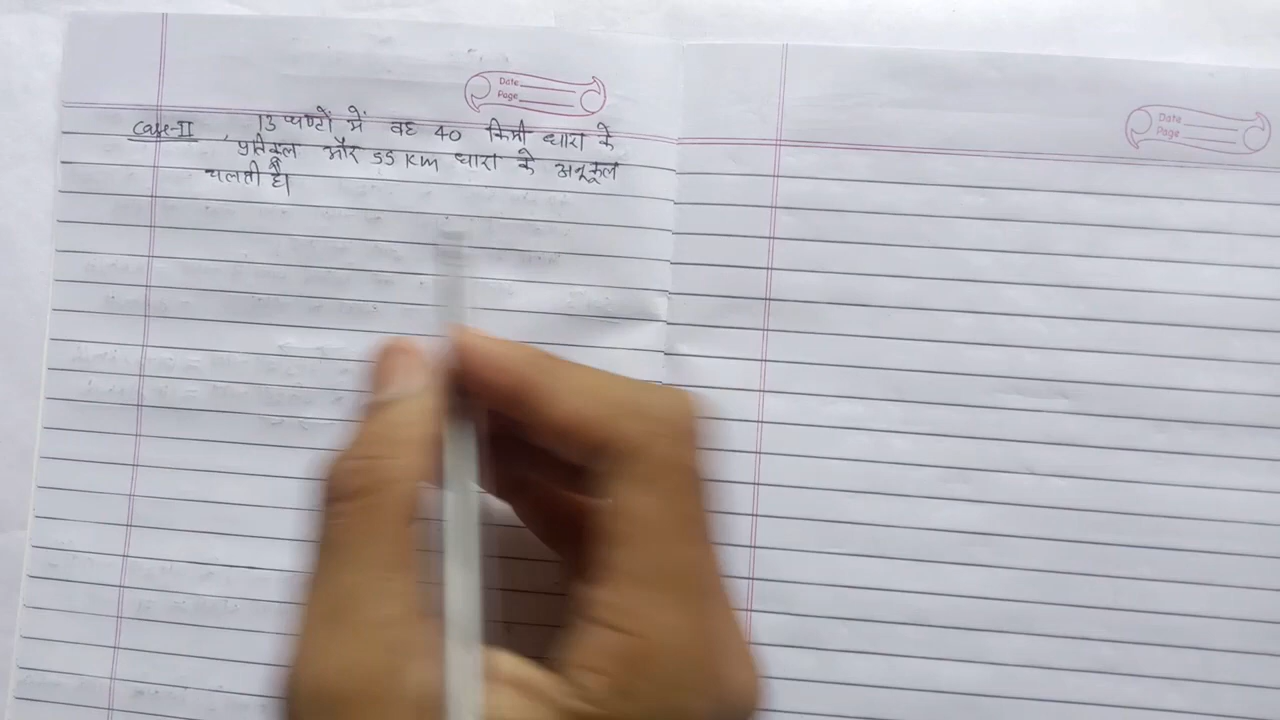 Date
Page
Case-II , 13 घण्टों में वह 40 किमी धारा के
प्रतिकूल और 55 km धारा के अनुकूल
चलती है।
Date
Page